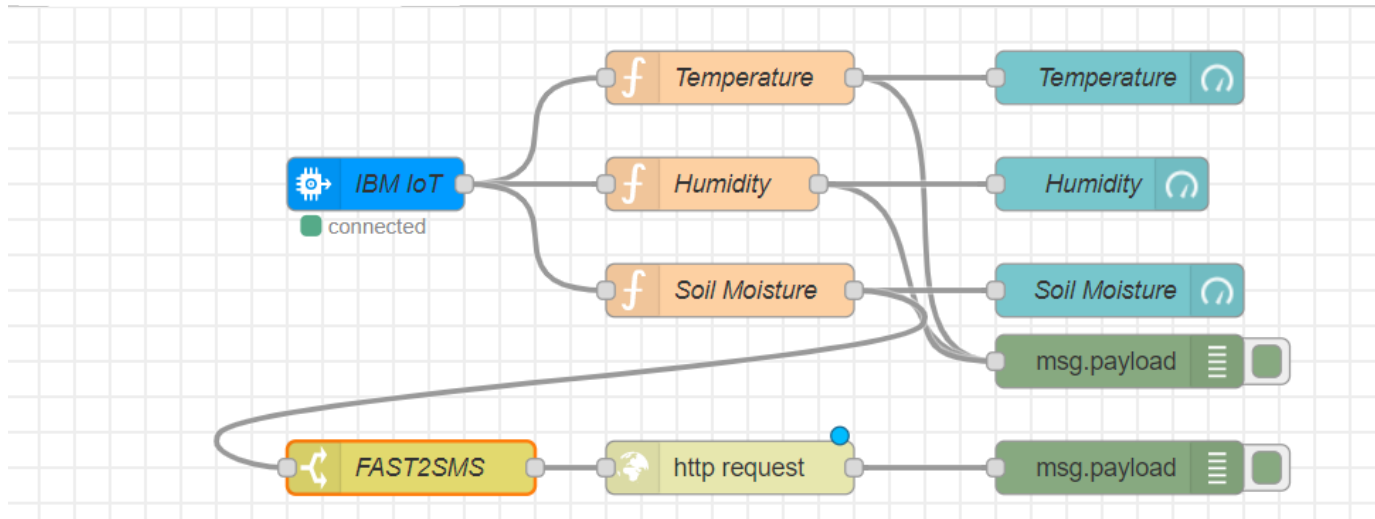 Temperature
Temperature
IBM IoT
Humidity
Humidity
connected
Soil Moisture
Soil Moisture
msg.payload
FAST2SMS
http request
msg.payload